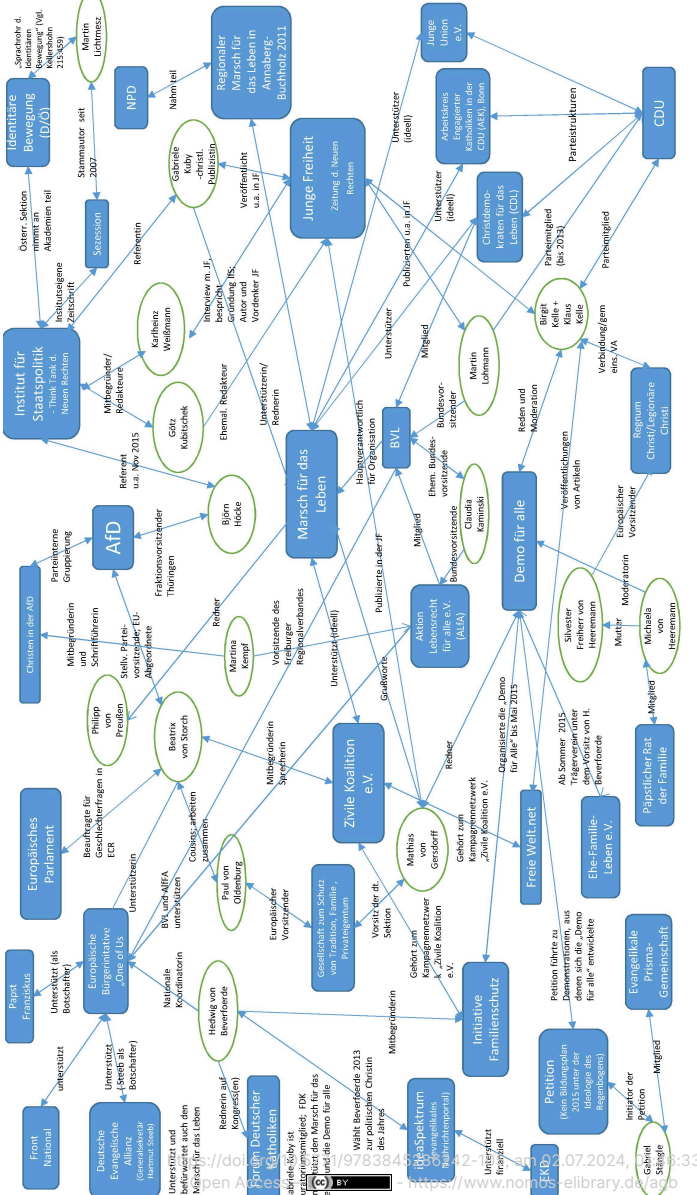 „Sprachrohr d.
Identitären
Bewegung“ (Vgl.
Kellershohn
215:459)
Martin
Lichtmesz
Identitäre
Bewegung
(D/Ö)
NPD
Nahm teil
Regionaler
Marsch für
das Leben in
Annaberg-
Buchholz 2011
Junge
Union
e.V.
Arbeitskreis
Engagierter
Katholiken in der
CDU (AEK), Bonn
CDU
Parteistrukturen
Stammautor seit
2007
Gabriele
Kuby
-christl.
Publizistin
Veröffentlicht
u.a. in JF
Junge Freiheit
Zeitung d. Neuen
Rechten
Unterstützer
(ideell)
Unterstützer
(ideell)
Christdemo-
kraten für das
Leben (CDL)
Österr. Sektion
nimmt an
Akademien teil
Sezession
Institutseigene
Zeitschrift
Referentin
Publizierten u.a. in JF
Parteimitglied
(bis 2013)
Parteimitglied
Institut für
Staatspolitik
- Think Tank d.
Neuen Rechten
Karlheinz
Weißmann
Interview m. JF,
bespricht
Gründung IfS;
Autor und
Vordenker JF
Unterstützer
Mitglied
Birgit
Kelle +
Klaus
Kelle
Mitbegründer/
Redakteure
Götz
Kubitschek
Ehemal. Redakteur
Unterstützerin/
Rednerin
Martin
Lohmann
Verbindung/gem
eins. VA
Referent
u.a. Nov 2015
Marsch für das
Leben
Hauptverantwortlich
für Organisation
BVL
Bundesvor-
sitzender
Ehem. Bundes-
vorsitzende
Reden und
Moderation
Regnum
Christi/Legionäre
Christi
Veröffentlichungen
von Artikeln
AfD
Björn
Höcke
Claudia
Kaminski
Demo für alle
Europäischer
Vorsitzender
Parteiinterne
Gruppierung
Fraktionsvorsitzender
Thüringen
Mitglied
Bundesvorsitzende
Publizierte in der JF
Christen in der AfD
Mitbegründerin
und
Schriftführerin
Stellv. Partei-
vorsitzende; EU-
Abgeordnete
Redner
Martina
Kempf
Vorsitzende des
Freiburger
Regionalverbandes
Unterstützt (ideell)
Aktion
Lebensrecht
für alle e.V.
(ALfA)
Silvester
Freiherr von
Heeremann
Mutter
Moderatorin
Michaela
von
Heeremann
Philipp
von
Preußen
Beatrix
von Storch
Mitbegründerin
Sprecherin
Grußworte
Zivile Koalition
e.V.
Redner
Organisierte die „Demo
für Alle“ bis Mai 2015
Ab Sommer 2015
Trägerverein unter
dem Vorsitz von H.
Beverfoerde
Mitglied
Päpstlicher Rat
der Familie
Europäisches
Parlament
Beauftragte für
Geschlechterfragen in
ECR
Cousins; arbeiten
zusammen
Unterstützerin
BVL und AlfFA
unterstützen
Paul von
Oldenburg
Mathias
von
Gersdorff
Gehört zum
Kampagnennetzwerk
„Zivile Koalition e.V.
Freie Welt.net
Ehe-Familie-
Leben e.V.
Europäischer
Vorsitzender
Gesellschaft zum Schutz
von Tradition, Familie ,
Privateigentum
Vorsitz der dt.
Sektion
Gehört zum
Kampagnennetzwer
k „Zivile Koalition
e.V.
Papst
Franziskus
Unterstützt (als
Botschafter)
Europäische
Bürgerinitative
„One of Us
Nationale
Koordinatorin
Hedwig von
Beverfoerde
Mitbegründerin
Initiative
Familienschutz
Petition führte zu
Demonstrationen, aus
denen sich die „Demo
für alle“ entwickelte
Evangelikale
Prisma-
Gemeinschaft
unterstützt
Unterstützt
(Steeb als
Botschafter)
Front
National
Deutsche
Evangelische
Allianz
(Generalsekretär
Hartmut Steeb)
Unterstützt und
befürwortet auch den
Marsch für das Leben
Rednerin auf
Kongress(en)
Forum Deutscher
Katholiken
Wählt Beverfoerde 2013
zur politischen Christin
des Jahres
Unterstützt
finanziell
Petition
(Kein Bildungsplan
2015 unter der
Ideologie des
Regenbogens)
Initiator der
Petition
Mitglied
Gabriel
Stängle
BY